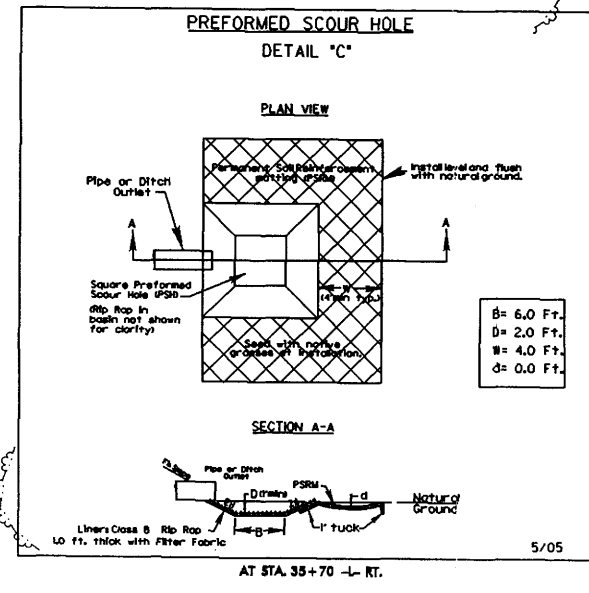 PREFORMED SCOUR HOLE
DETAIL "C"
PLAN VIEW
Permanent Soil Reinforcement
matting (PSRM)
Install level and flush
with natural ground.
Pipe or Ditch
Outlet
A
A
Square Preformed
Scour Hole (PSH)
(Rip Rap in
basin not shown
for clarity)
W
(4' min typ.)
Seed with native
grasses at installation.
B= 6.0 Ft.
D= 2.0 Ft.
W= 4.0 Ft.
d= 0.0 Ft.
SECTION A-A
Pipe or Ditch
Outlet
PSRM
d
Natural
Ground
B
1' tuck
Liner: Class B Rip Rap
1.0 ft. thick with Filter Fabric
5/05
AT STA. 35+70 -L- RT.